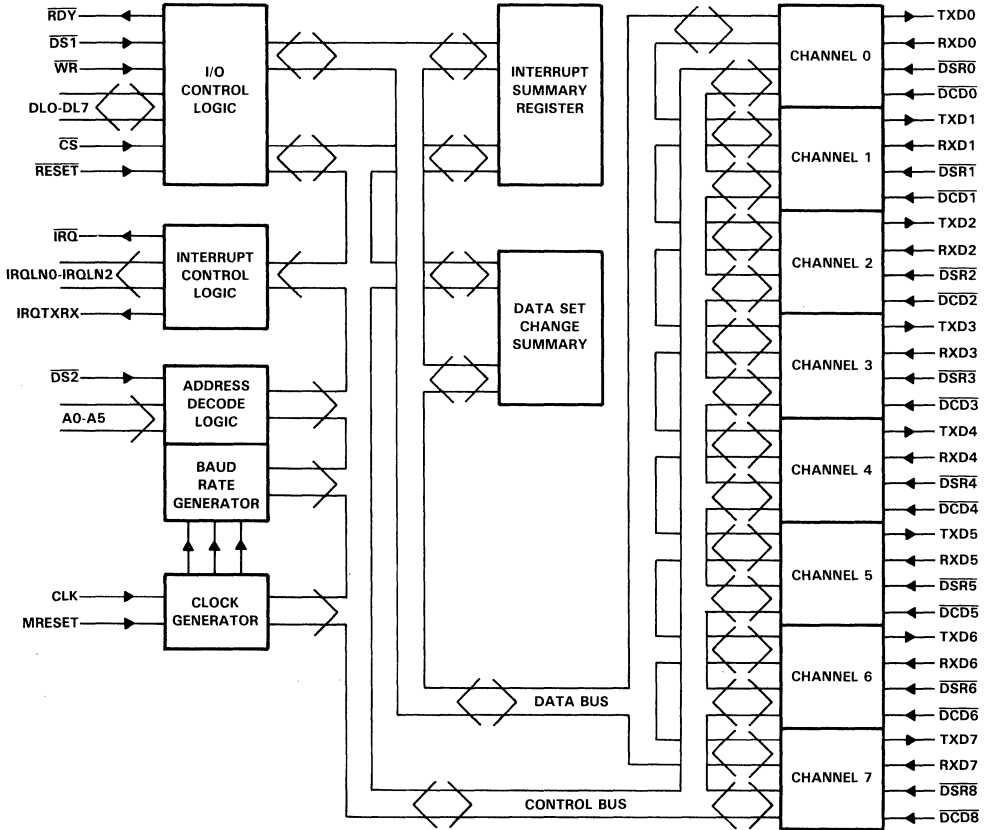 RDY
DS1
WR
DLO-DL7
CS
RESET
I/O
CONTROL
LOGIC
IRQ
IRQLN0-IRQLN2
IRQTXRX
INTERRUPT
CONTROL
LOGIC
DS2
A0-A5
ADDRESS
DECODE
LOGIC
BAUD
RATE
GENERATOR
CLK
MRESET
CLOCK
GENERATOR
INTERRUPT
SUMMARY
REGISTER
DATA SET
CHANGE
SUMMARY
DATA BUS
CONTROL BUS
CHANNEL 0
CHANNEL 1
CHANNEL 2
CHANNEL 3
CHANNEL 4
CHANNEL 5
CHANNEL 6
CHANNEL 7
TXD0
RXD0
DSR0
DCD0
TXD1
RXD1
DSR1
DCD1
TXD2
RXD2
DSR2
DCD2
TXD3
RXD3
DSR3
DCD3
TXD4
RXD4
DSR4
DCD4
TXD5
RXD5
DSR5
DCD5
TXD6
RXD6
DSR6
DCD6
TXD7
RXD7
DSR8
DCD8